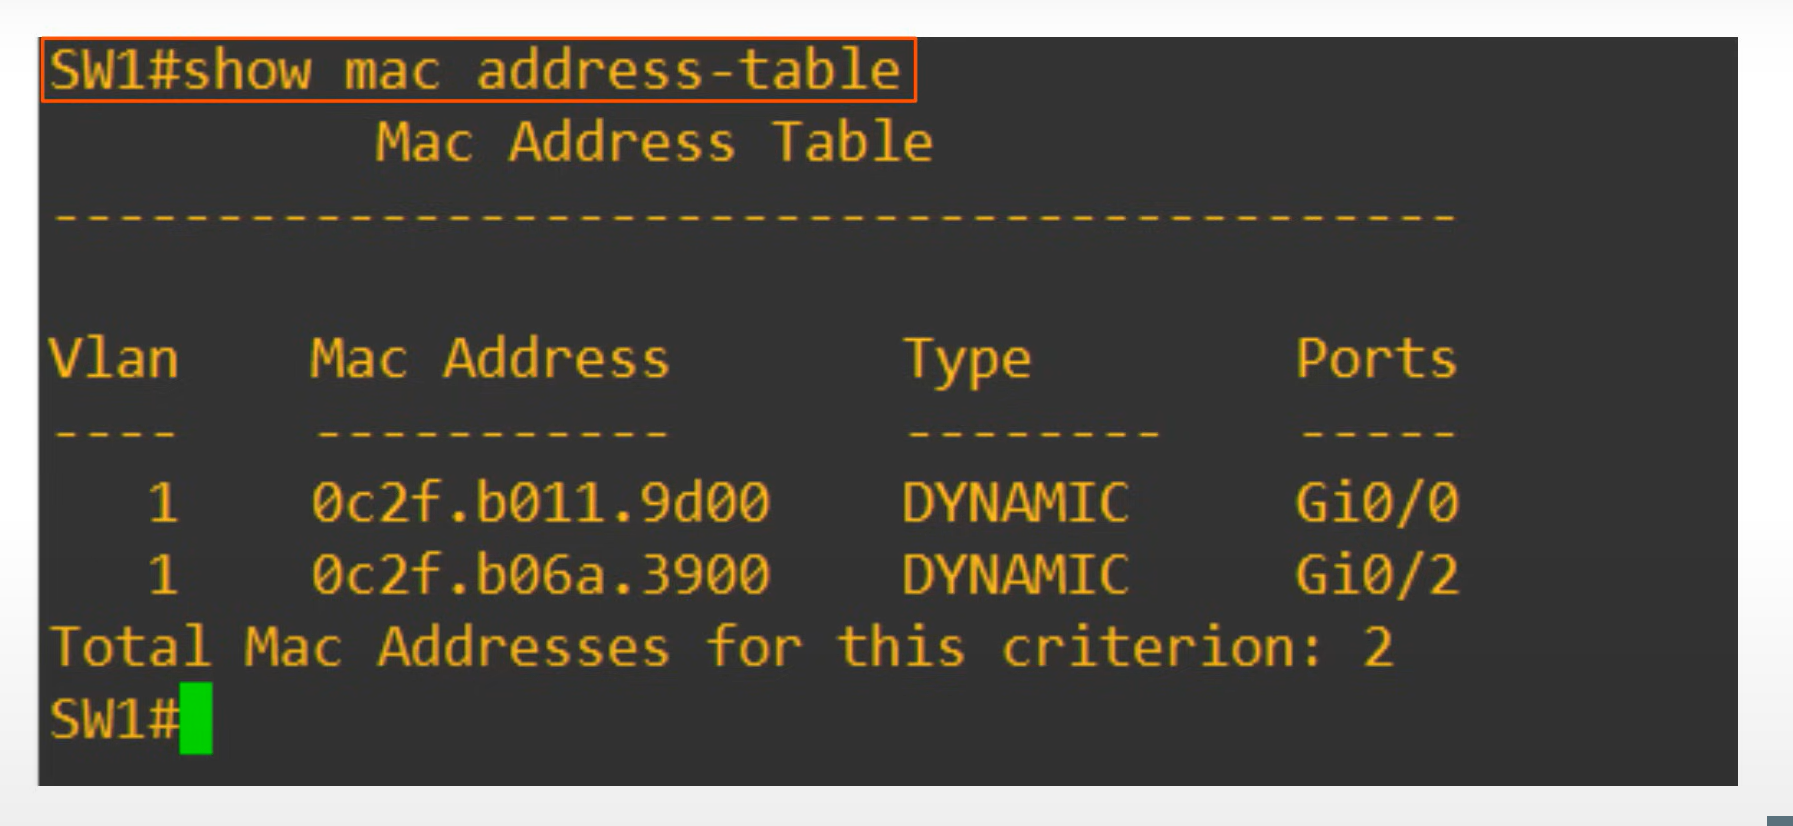 SW1#show mac address-table
Mac Address Table
-------------------------------------------
Vlan    Mac Address       Type        Ports
----    -----------       --------    -----
1    0c2f.b011.9d00    DYNAMIC     Gi0/0
1    0c2f.b06a.3900    DYNAMIC     Gi0/2
Total Mac Addresses for this criterion: 2
SW1#